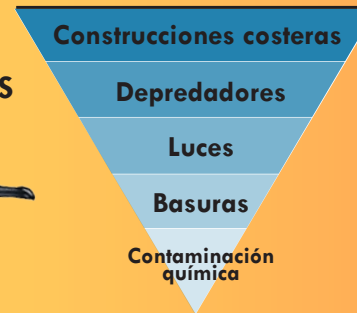 Construcciones costeras
S
Depredadores
Luces
Basuras
Contaminación
química